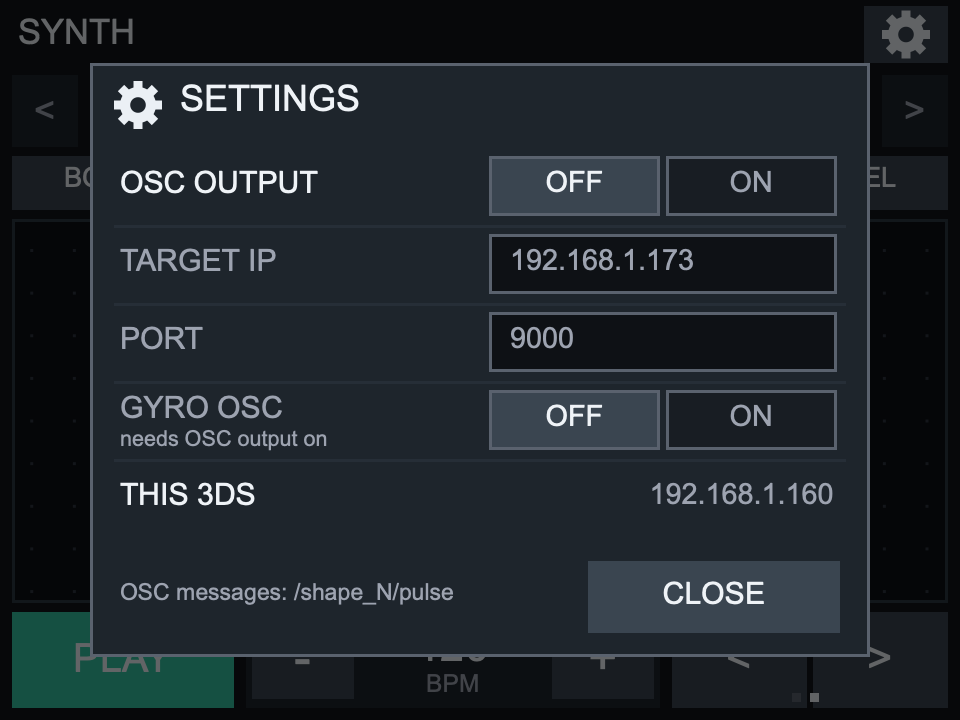 SYNTH
<
SETTINGS
>
OSC OUTPUT OFF ON
TARGET IP 192.168.1.173
PORT 9000
GYRO OSC OFF ON
needs OSC output on
THIS 3DS 192.168.1.160
OSC messages: /shape_N/pulse CLOSE
PLAY - + < >
BPM